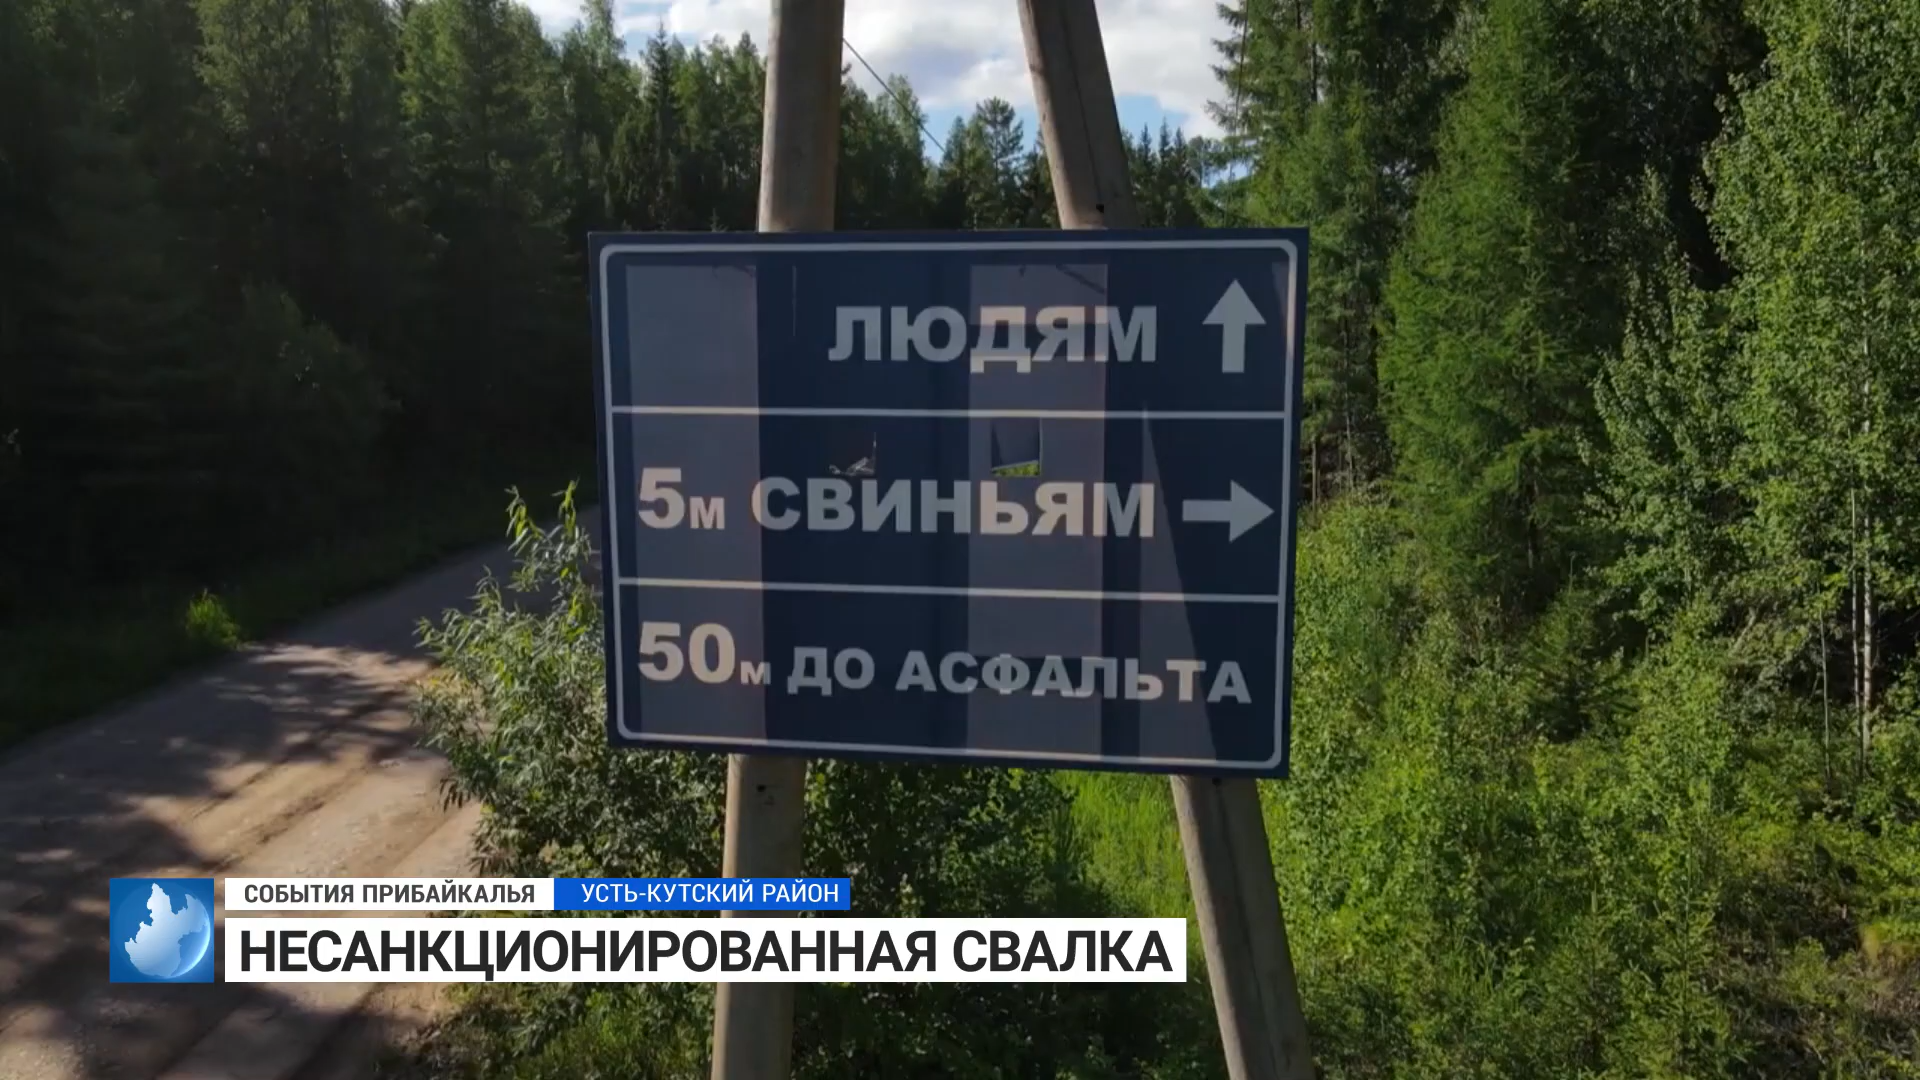 ЛЮДЯМ
5м СВИНЬЯМ
50м ДО АСФАЛЬТА
СОБЫТИЯ ПРИБАЙКАЛЬЯ УСТЬ-КУТСКИЙ РАЙОН
НЕСАНКЦИОНИРОВАННАЯ СВАЛКА